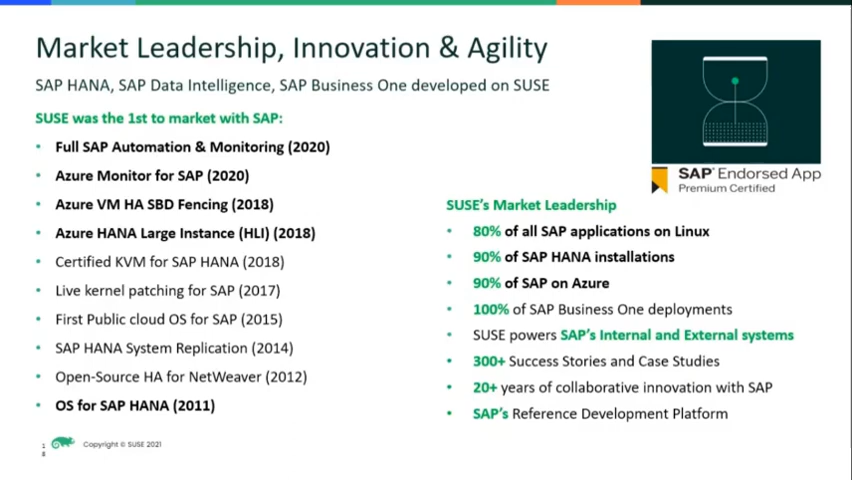 Market Leadership, Innovation & Agility
SAP HANA, SAP Data Intelligence, SAP Business One developed on SUSE
SUSE was the 1st to market with SAP:
• Full SAP Automation & Monitoring (2020)
• Azure Monitor for SAP (2020)
• Azure VM HA SBD Fencing (2018)
• Azure HANA Large Instance (HLI) (2018)
• Certified KVM for SAP HANA (2018)
• Live kernel patching for SAP (2017)
• First Public cloud OS for SAP (2015)
• SAP HANA System Replication (2014)
• Open-Source HA for NetWeaver (2012)
• OS for SAP HANA (2011)
SAP® Endorsed App
Premium Certified
SUSE's Market Leadership
• 80% of all SAP applications on Linux
• 90% of SAP HANA installations
• 90% of SAP on Azure
• 100% of SAP Business One deployments
• SUSE powers SAP's Internal and External systems
• 300+ Success Stories and Case Studies
• 20+ years of collaborative innovation with SAP
• SAP's Reference Development Platform
18
Copyright © SUSE 2021